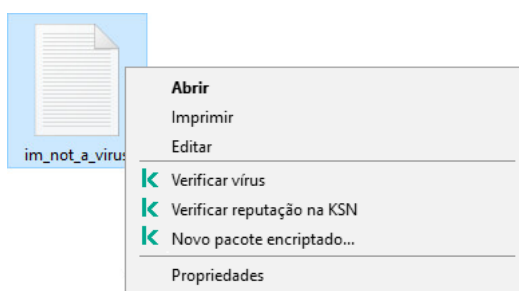 im_not_a_virus
Abrir
Imprimir
Editar
Verificar vírus
Verificar reputação na KSN
Novo pacote encriptado...
Propriedades